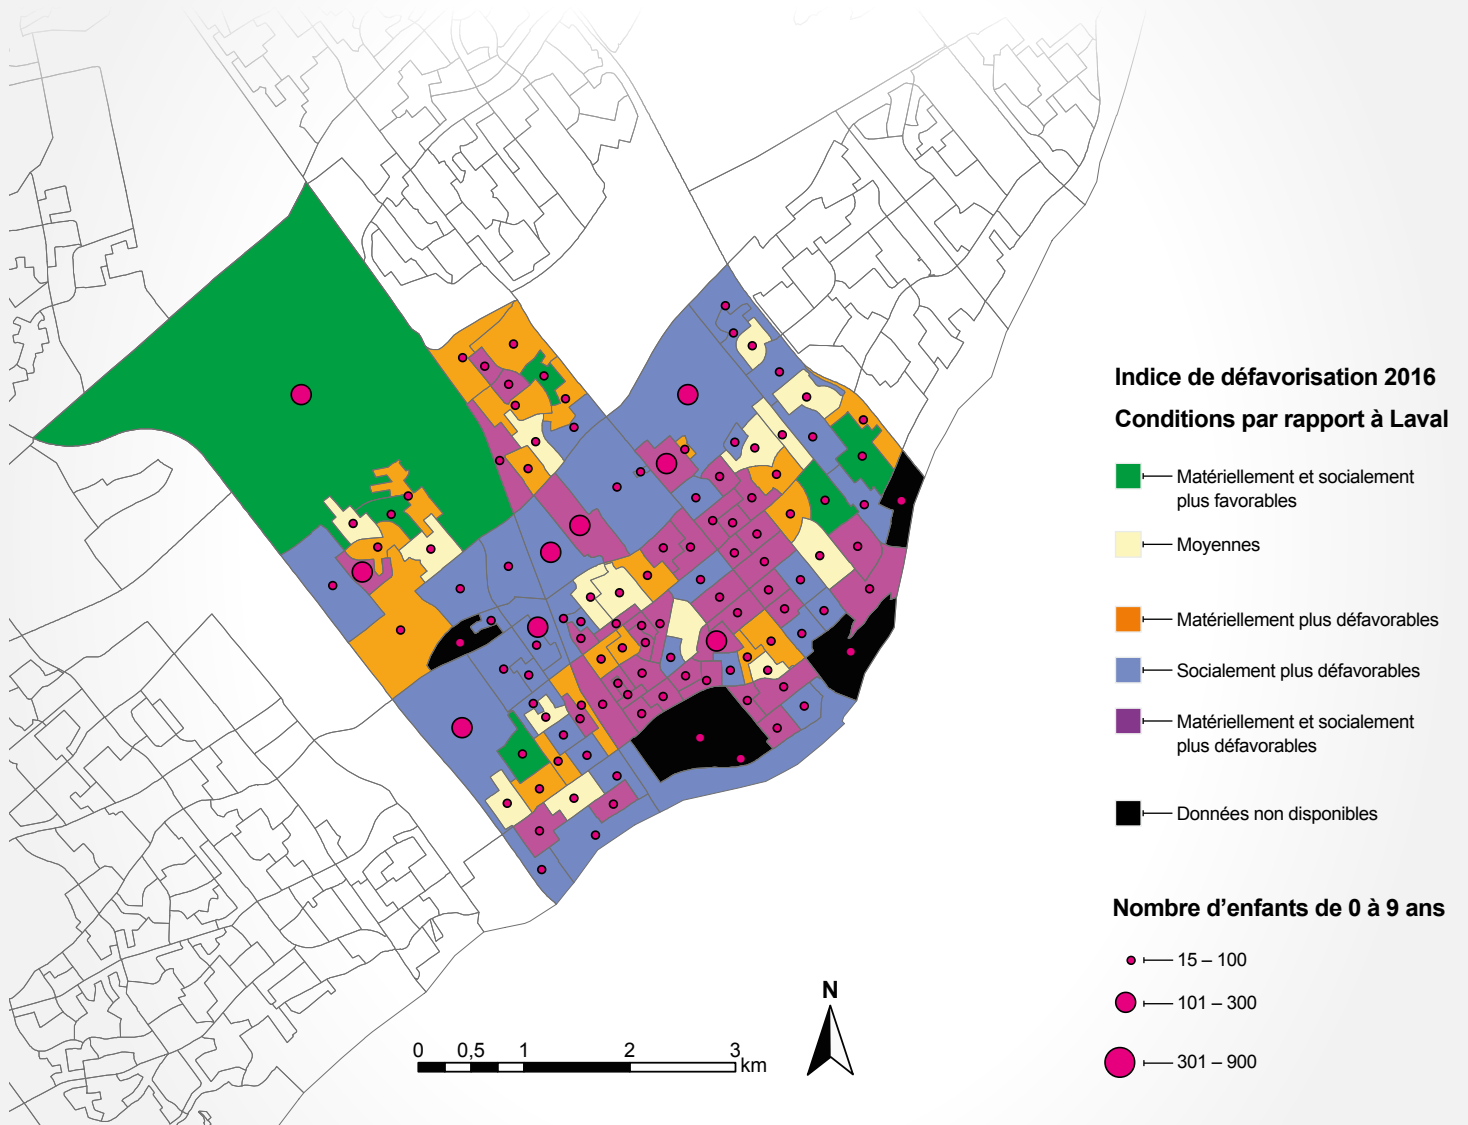 Indice de défavorisation 2016
Conditions par rapport à Laval
Matériellement et socialement
plus favorables
Moyennes
Matériellement plus défavorables
Socialement plus défavorables
Matériellement et socialement
plus défavorables
Données non disponibles
Nombre d'enfants de 0 à 9 ans
15 – 100
101 – 300
301 – 900
N
0 0,5 1 2 3
km